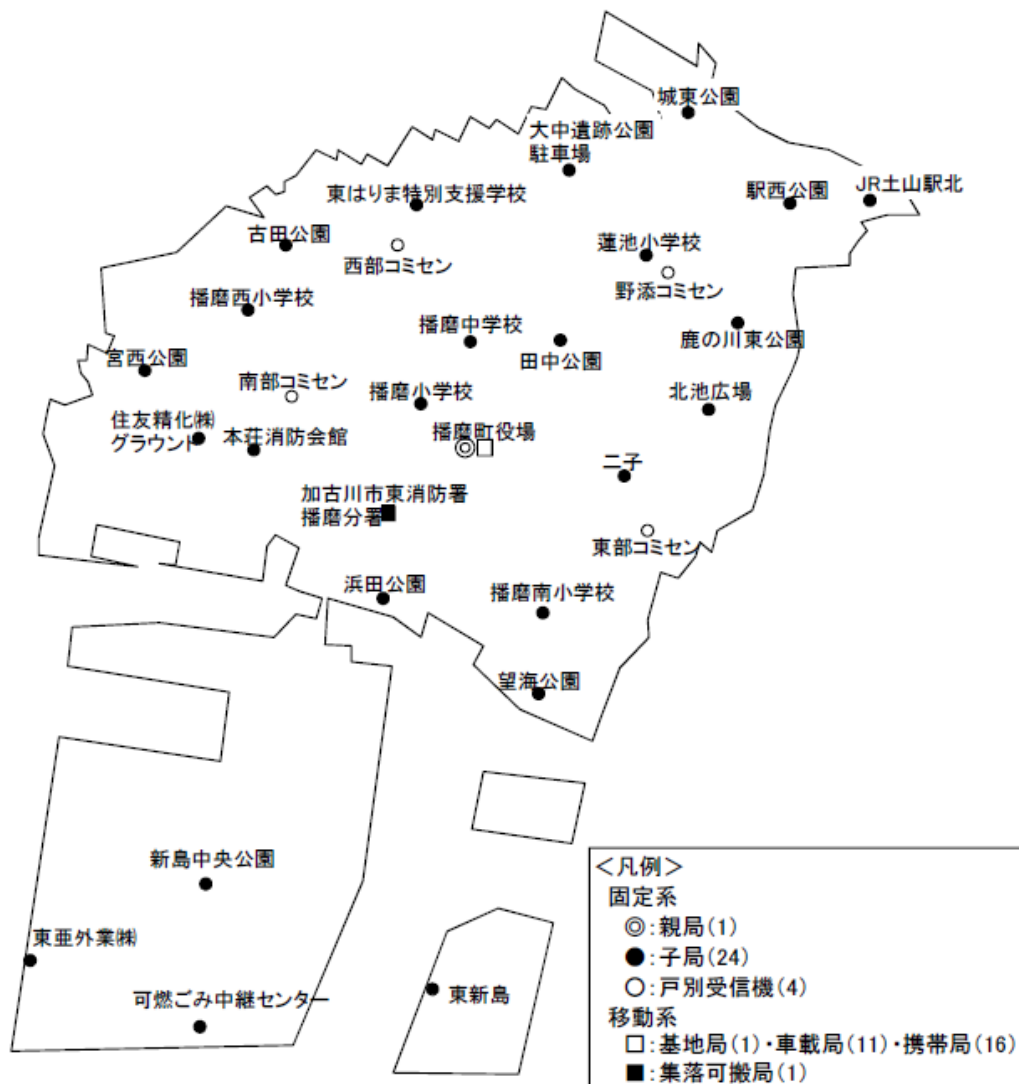 城東公園
大中遺跡公園
駐車場
東はりま特別支援学校
駅西公園
JR土山駅北
古田公園
西部コミセン
蓮池小学校
野添コミセン
播磨西小学校
播磨中学校
田中公園
鹿の川東公園
宮西公園
南部コミセン
播磨小学校
北池広場
住友精化㈱
グラウンド
本荘消防会館
播磨町役場
二子
加古川市東消防署
播磨分署
東部コミセン
浜田公園
播磨南小学校
望海公園
新島中央公園
東亜外業㈱
可燃ごみ中継センター
東新島
＜凡例＞
固定系
◎:親局(1)
●:子局(24)
○:戸別受信機(4)
移動系
□:基地局(1)・車載局(11)・携帯局(16)
■:集落可搬局(1)